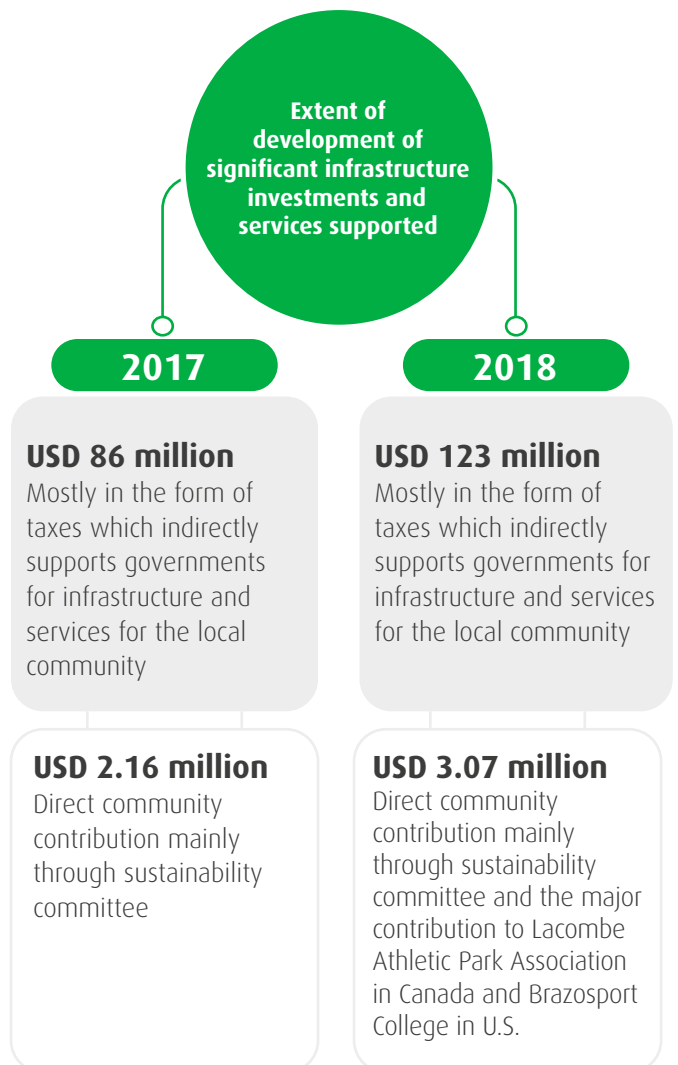 Extent of
development of
significant infrastructure
investments and
services supported
2017
USD 86 million
Mostly in the form of
taxes which indirectly
supports governments
for infrastructure and
services for the local
community
USD 2.16 million
Direct community
contribution mainly
through sustainability
committee
2018
USD 123 million
Mostly in the form of
taxes which indirectly
supports governments for
infrastructure and services
for the local community
USD 3.07 million
Direct community
contribution mainly
through sustainability
committee and the major
contribution to Lacombe
Athletic Park Association
in Canada and Brazosport
College in U.S.